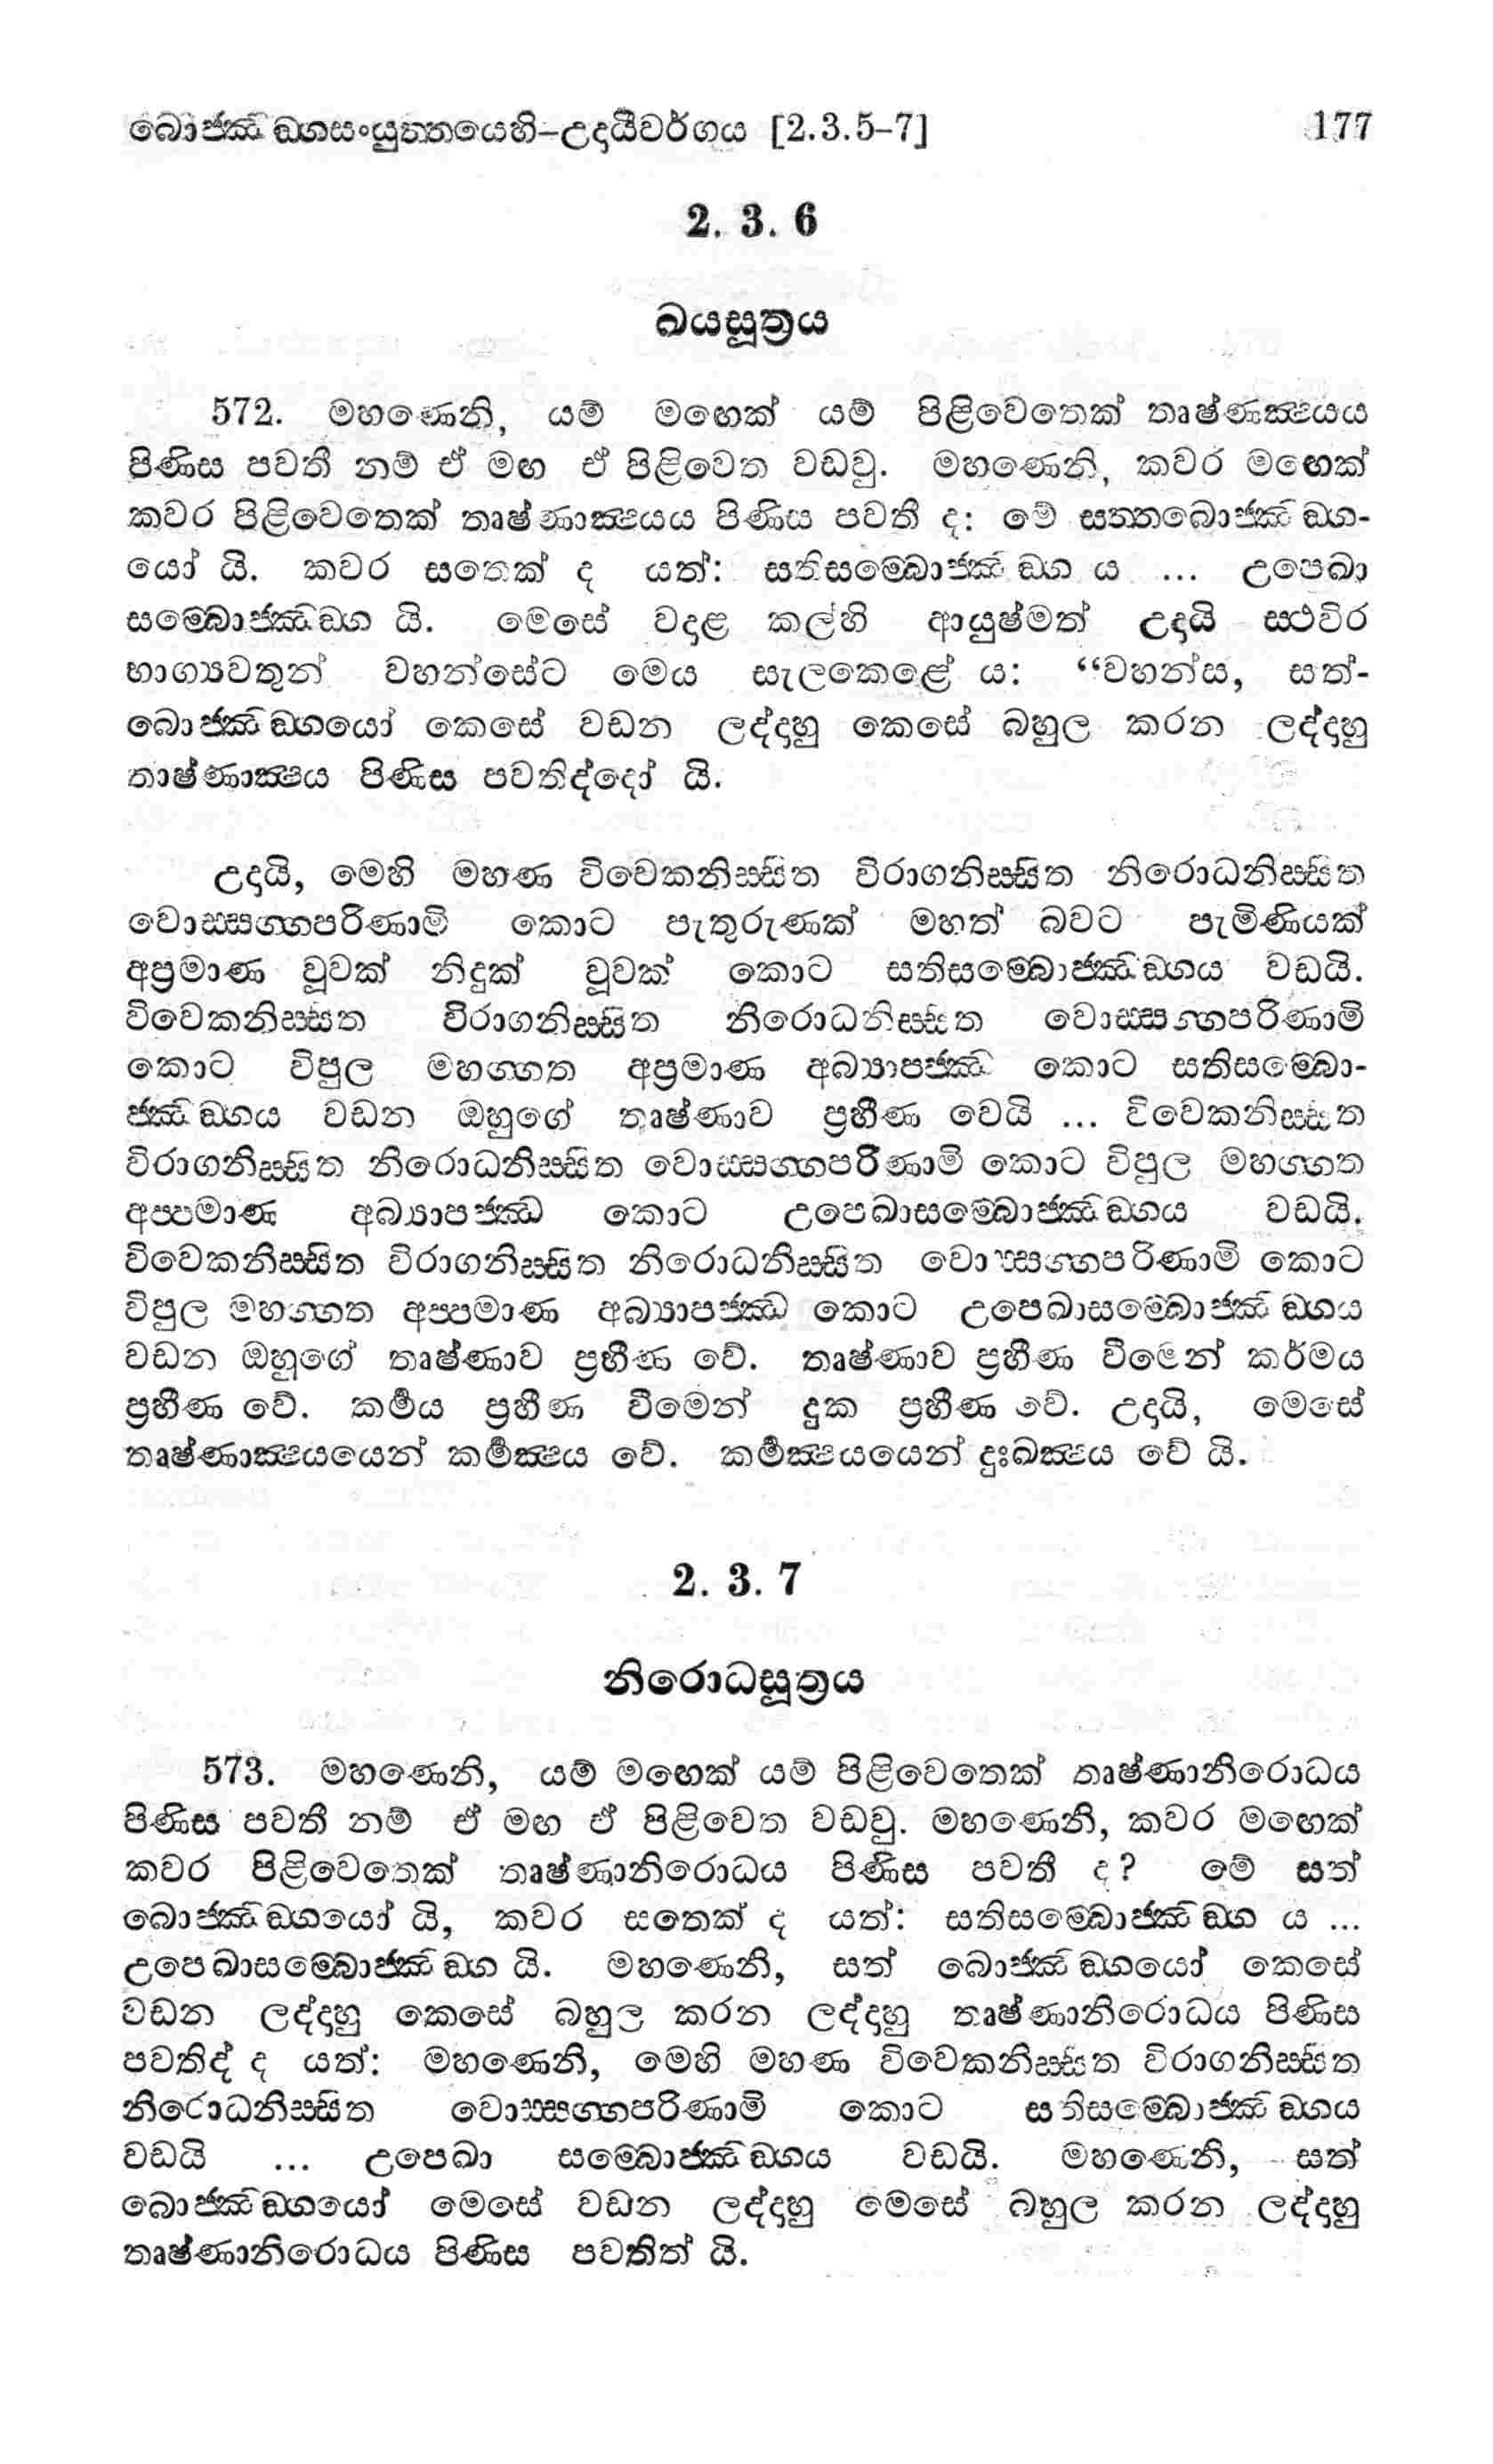 බොජ්ඣඞ්ගසංයුත්තයෙහි–උදායීවර්ගය [2.3.5–7] 177
2. 3. 6
ඛයසූත්‍රය
572. මහණෙනි, යම් මඟෙක් යම් පිළිවෙතෙක් තෘෂ්ණක්‍ෂයය
පිණිස පවතී නම් ඒ මඟ ඒ පිළිවෙත වඩවු. මහණෙනි, කවර මඟෙක්
කවර පිළිවෙතෙක් තෘෂ්ණාක්‍ෂයය පිණිස පවතී ද: මේ සත්තබොජ්ඣඞ්ග-
යෝ යි. කවර සතෙක් ද යත්: සතිසම්බොජ්ඣඞ්ග ය ... උපෙඛා
සම්බොජ්ඣඞ්ග යි. මෙසේ වදාළ කල්හි ආයුෂ්මත් උදායි ස්ථවිර
භාග්‍යවතුන් වහන්සේට මෙය සැලකෙළේ ය: “වහන්ස, සත්-
බොජ්ඣඞ්ගයෝ කෙසේ වඩන ලද්දාහු කෙසේ බහුල කරන ලද්දාහු
තාෂ්ණාක්‍ෂය පිණිස පවතිද්දෝ යි.
උදායි, මෙහි මහණ විවෙකනිස්සිත විරාගනිස්සිත නිරොධනිස්සිත
වොස්සග්ගපරිණාමි කොට පැතුරුණක් මහත් බවට පැමිණියක්
අප්‍රමාණ වූවක් නිදුක් වූවක් කොට සතිසම්බොජ්ඣඞ්ගය වඩයි.
විවෙකනිස්සිත විරාගනිස්සිත නිරොධනිස්සිත වොස්සග්ගපරිණාමි
කොට විපුල මහග්ගත අප්‍රමාණ අබ්‍යාපජ්ඣ කොට සතිසම්බො-
ජ්ඣඞ්ගය වඩන ඔහුගේ තෘෂ්ණාව ප්‍රහීණ වෙයි ... විවෙකනිස්සිත
විරාගනිස්සිත නිරොධනිස්සිත වොස්සග්ගපරිණාමි කොට විපුල මහග්ගත
අප්පමාණ අබ්‍යාපජ්ඣ කොට උපෙඛාසම්බොජ්ඣඞ්ගය වඩයි.
විවෙකනිස්සිත විරාගනිස්සිත නිරොධනිස්සිත වොස්සග්ගපරිණාමි කොට
විපුල මහග්ගත අප්පමාණ අබ්‍යාපජ්ඣ කොට උපෙඛාසම්බොජ්ඣඞ්ගය
වඩන ඔහුගේ තෘෂ්ණාව ප්‍රහීණ වේ. තෘෂ්ණාව ප්‍රහීණ වීමෙන් කර්මය
ප්‍රහීණ වේ. කර්‍මය ප්‍රහීණ වීමෙන් දුක ප්‍රහීණ වේ. උදායි, මෙසේ
තෘෂ්ණාක්‍ෂයයෙන් කර්‍මක්‍ෂය වේ. කර්‍මක්‍ෂයයෙන් දුඃඛක්‍ෂය වේ යි.
2. 3. 7
නිරොධසූත්‍රය
573. මහණෙනි, යම් මඟෙක් යම් පිළිවෙතෙක් තෘෂ්ණානිරොධය
පිණිස පවතී නම් ඒ මඟ ඒ පිළිවෙත වඩවු. මහණෙනි, කවර මඟෙක්
කවර පිළිවෙතෙක් තෘෂ්ණානිරොධය පිණිස පවතී ද? මේ සත්
බොජ්ඣඞ්ගයෝ යි, කවර සතෙක් ද යත්: සතිසම්බොජ්ඣඞ්ග ය ...
උපෙඛාසම්බොජ්ඣඞ්ග යි. මහණෙනි, සත් බොජ්ඣඞ්ගයෝ කෙසේ
වඩන ලද්දාහු කෙසේ බහුල කරන ලද්දාහු තෘෂ්ණානිරොධය පිණිස
පවතිද් ද යත්: මහණෙනි, මෙහි මහණ විවෙකනිස්සිත විරාගනිස්සිත
නිරොධනිස්සිත වොස්සග්ගපරිණාමි කොට සතිසම්බොජ්ඣඞ්ගය
වඩයි ... උපෙඛා සම්බොජ්ඣඞ්ගය වඩයි. මහණෙනි, සත්
බොජ්ඣඞ්ගයෝ මෙසේ වඩන ලද්දාහු මෙසේ බහුල කරන ලද්දාහු
තෘෂ්ණානිරොධය පිණිස පවතිත් යි.